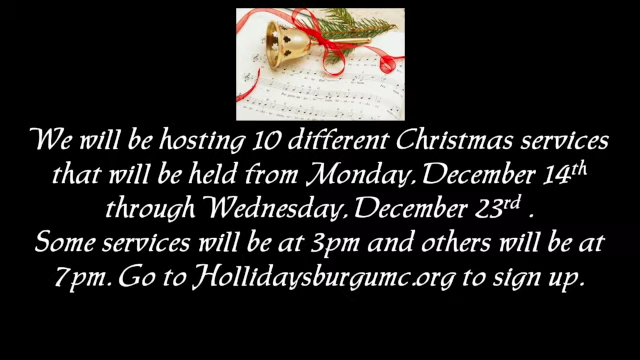 We will be hosting 10 different Christmas services
that will be held from Monday, December 14th
through Wednesday, December 23rd .
Some services will be at 3pm and others will be at
7pm. Go to Hollidaysburgumc.org to sign up.